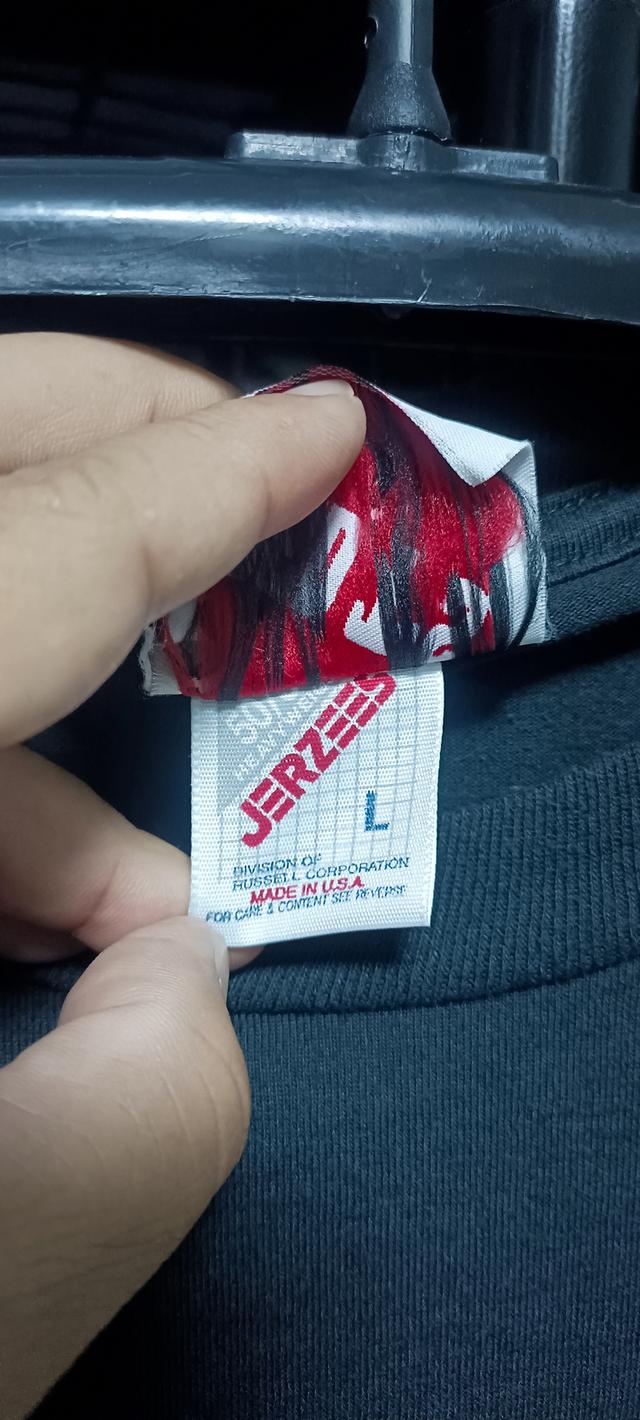 JERZEES
L
DIVISION OF
RUSSELL CORPORATION
MADE IN U.S.A.
FOR CARE & CONTENT SEE REVERSE